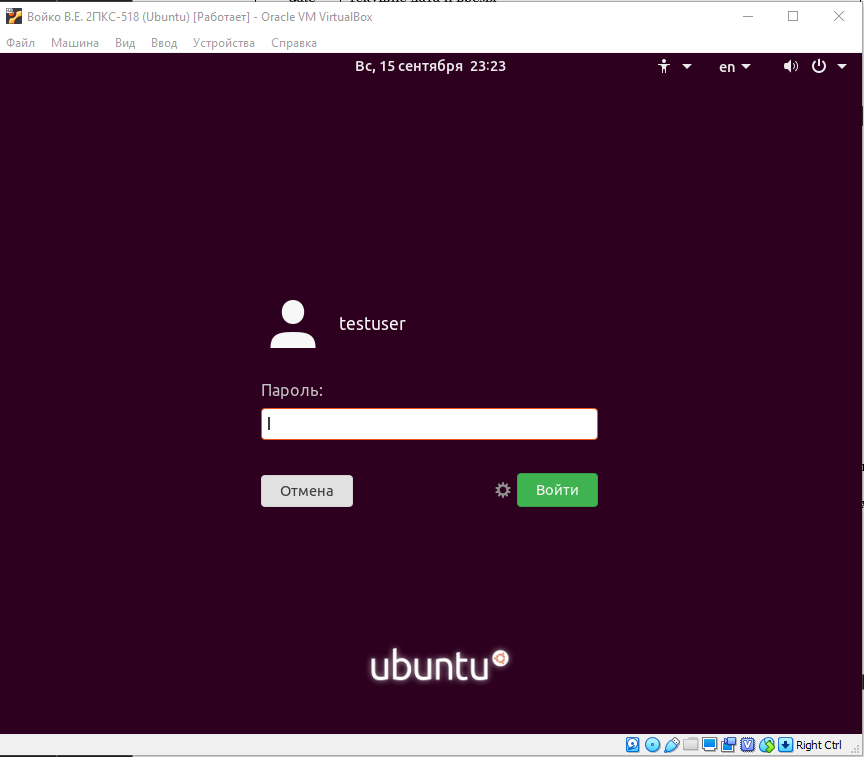 Войко В.Е. 2ПКС-518 (Ubuntu) [Работает] - Oracle VM VirtualBox
Файл Машина Вид Ввод Устройства Справка
Вс, 15 сентября 23:23 en
testuser
Пароль:
Отмена Войти
ubuntu
Right Ctrl